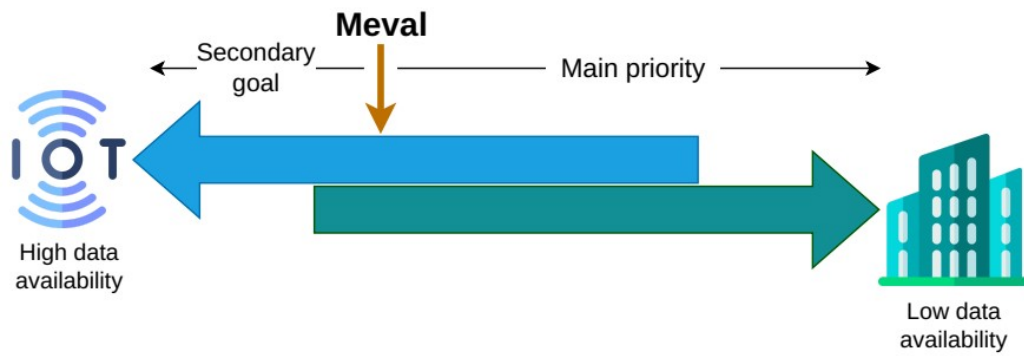 Meval
Secondary
goal
Main priority
IOT
High data
availability
Low data
availability